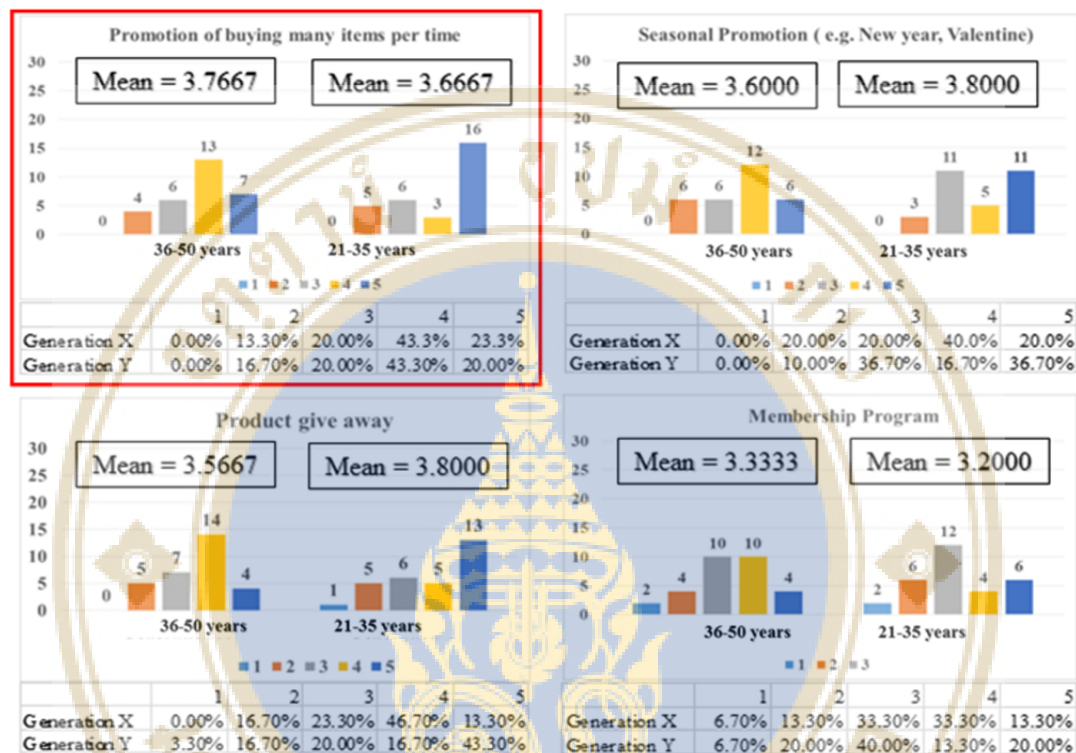 Promotion of buying many items per time
30
25
20
15
10
5
0
Mean = 3.7667
Mean = 3.6667
0 4 6 13 7
0 5 6 3 16
36-50 years 21-35 years
1 2 3 4 5
1 2 3 4 5
Generation X 0.00% 13.30% 20.00% 43.3% 23.3%
Generation Y 0.00% 16.70% 20.00% 43.30% 20.00%
Seasonal Promotion ( e.g. New year, Valentine)
30
25
20
15
10
5
0
Mean = 3.6000
Mean = 3.8000
0 6 6 12 6
0 3 11 5 11
36-50 years 21-35 years
1 2 3 4 5
1 2 3 4 5
Generation X 0.00% 20.00% 20.00% 40.0% 20.0%
Generation Y 0.00% 10.00% 36.70% 16.70% 36.70%
Product give away
30
25
20
15
10
5
0
Mean = 3.5667
Mean = 3.8000
0 5 7 14 4
1 5 6 5 13
36-50 years 21-35 years
1 2 3 4 5
1 2 3 4 5
Generation X 0.00% 16.70% 23.30% 46.70% 13.30%
Generation Y 3.30% 16.70% 20.00% 16.70% 43.30%
Membership Program
30
25
20
15
10
5
0
Mean = 3.3333
Mean = 3.2000
2 4 10 10 4
2 6 12 4 6
36-50 years 21-35 years
1 2 3
1 2 3 4 5
Generation X 6.70% 13.30% 33.30% 33.30% 13.30%
Generation Y 6.70% 20.00% 40.00% 13.30% 20.00%